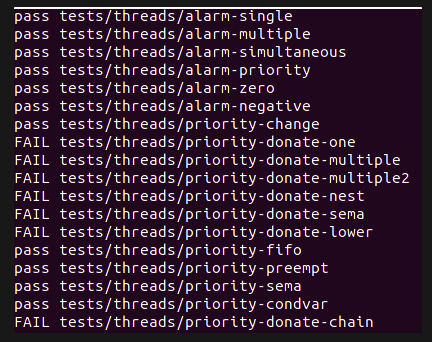 pass tests/threads/alarm-single
pass tests/threads/alarm-multiple
pass tests/threads/alarm-simultaneous
pass tests/threads/alarm-priority
pass tests/threads/alarm-zero
pass tests/threads/alarm-negative
pass tests/threads/priority-change
FAIL tests/threads/priority-donate-one
FAIL tests/threads/priority-donate-multiple
FAIL tests/threads/priority-donate-multiple2
FAIL tests/threads/priority-donate-nest
FAIL tests/threads/priority-donate-sema
FAIL tests/threads/priority-donate-lower
pass tests/threads/priority-fifo
pass tests/threads/priority-preempt
pass tests/threads/priority-sema
pass tests/threads/priority-condvar
FAIL tests/threads/priority-donate-chain